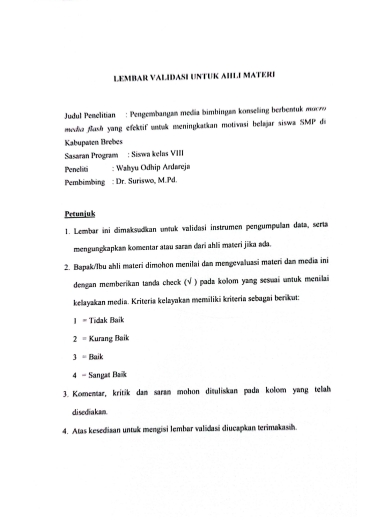 LEMBAR VALIDASI UNTUK AHLI MATERI
Judul Penelitian : Pengembangan media bimbingan konseling berbentuk macro
media flash yang efektif untuk meningkatkan motivasi belajar siswa SMP di
Kabupaten Brebes
Sasaran Program : Siswa kelas VIII
Peneliti : Wahyu Odhip Ardareja
Pembimbing : Dr. Suriswo, M.Pd.
Petunjuk
1. Lembar ini dimaksudkan untuk validasi instrumen pengumpulan data, serta
mengungkapkan komentar atau saran dari ahli materi jika ada.
2. Bapak/Ibu ahli materi dimohon menilai dan mengevaluasi materi dan media ini
dengan memberikan tanda check (√ ) pada kolom yang sesuai untuk menilai
kelayakan media. Kriteria kelayakan memiliki kriteria sebagai berikut:
1 = Tidak Baik
2 = Kurang Baik
3 = Baik
4 = Sangat Baik
3. Komentar, kritik dan saran mohon dituliskan pada kolom yang telah
disediakan.
4. Atas kesediaan untuk mengisi lembar validasi diucapkan terimakasih.